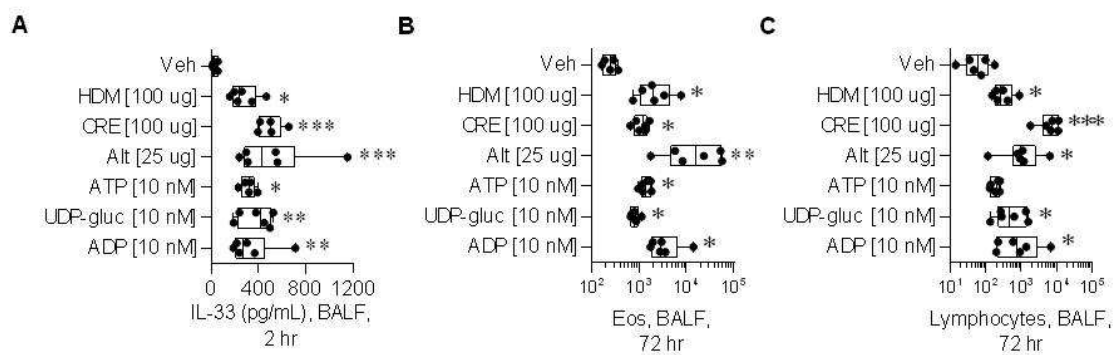 A
Veh
HDM [100 ug] *
CRE [100 ug] ***
Alt [25 ug] ***
ATP [10 nM] *
UDP-gluc [10 nM] **
ADP [10 nM] **
0 400 800 1200
IL-33 (pg/mL), BALF,
2 hr
B
Veh
HDM [100 ug] *
CRE [100 ug] *
Alt [25 ug] **
ATP [10 nM] *
UDP-gluc [10 nM] *
ADP [10 nM] *
10² 10³ 10⁴ 10⁵
Eos, BALF,
72 hr
C
Veh
HDM [100 ug] *
CRE [100 ug] ***
Alt [25 ug] *
ATP [10 nM]
UDP-gluc [10 nM] *
ADP [10 nM] *
10¹ 10² 10³ 10⁴ 10⁵
Lymphocytes, BALF,
72 hr